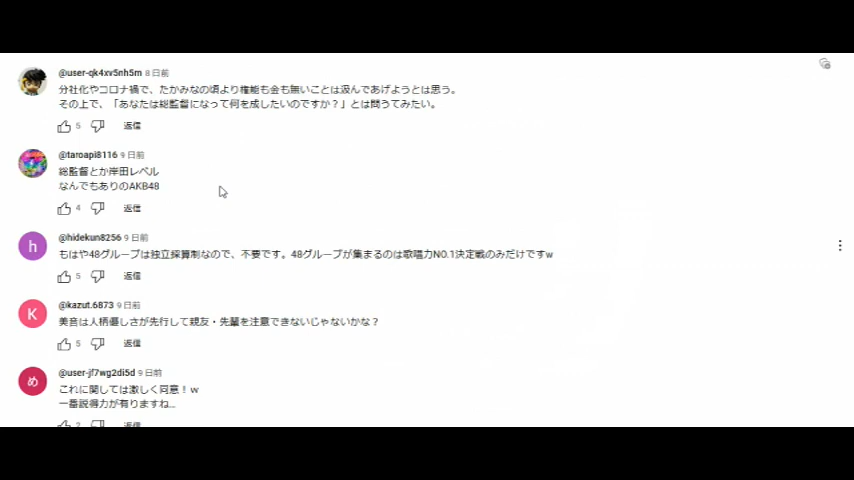 @user-qk4xv5nh5m 8日前
分社化やコロナ禍で、たかみなの頃より権能も会も無いことは汲んであげようとは思う。
その上で、「あなたは総監督になって何を成したいのですか？」とは問うてみたい。
5 返信
@taroapi8116 9日前
総監督とか岸田レベル
なんでもありのAKB48
4 返信
h
@hidekun8256 9日前
もはや48グループは独立採算制なので、不要です。48グループが集まるのは歌唱力NO.1決定戦のみだけですw
5 返信
K
@kazut.6873 9日前
美音は人柄優しさが先行して親友・先輩を注意できないじゃないかな？
5 返信
め
@user-jf7wg2di5d 9日前
これに関しては激しく同意！w
一番説得力が有りますね...
2 返信